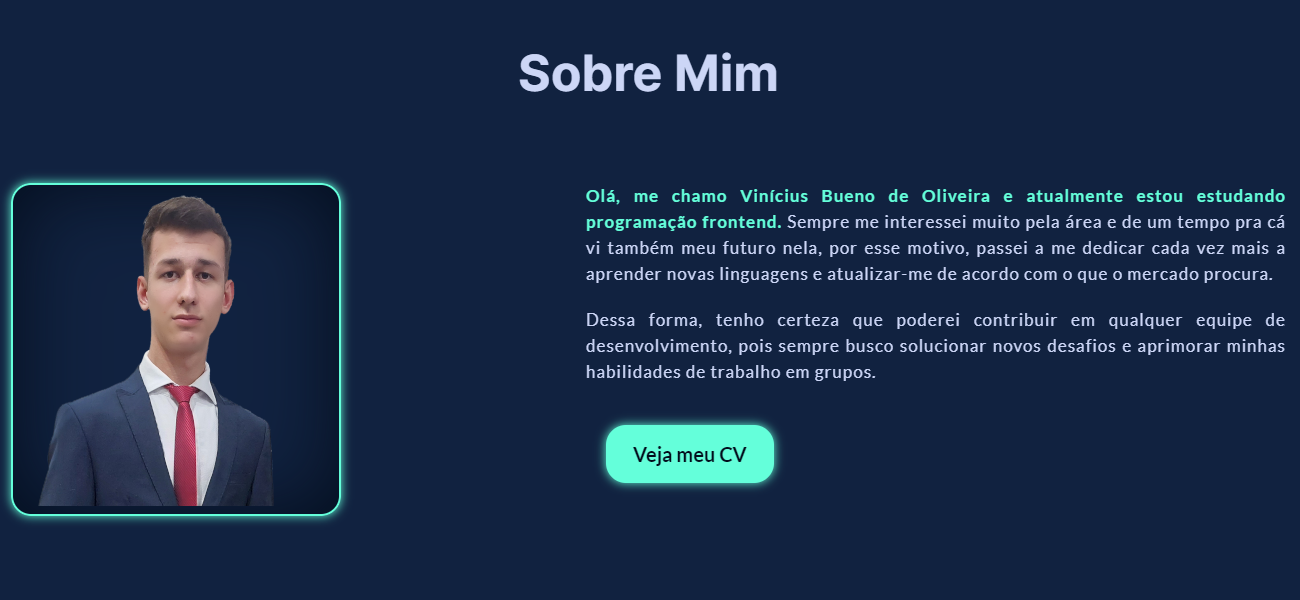 Sobre Mim
Olá, me chamo Vinícius Bueno de Oliveira e atualmente estou estudando
programação frontend. Sempre me interessei muito pela área e de um tempo pra cá
vi também meu futuro nela, por esse motivo, passei a me dedicar cada vez mais a
aprender novas linguagens e atualizar-me de acordo com o que o mercado procura.
Dessa forma, tenho certeza que poderei contribuir em qualquer equipe de
desenvolvimento, pois sempre busco solucionar novos desafios e aprimorar minhas
habilidades de trabalho em grupos.
Veja meu CV